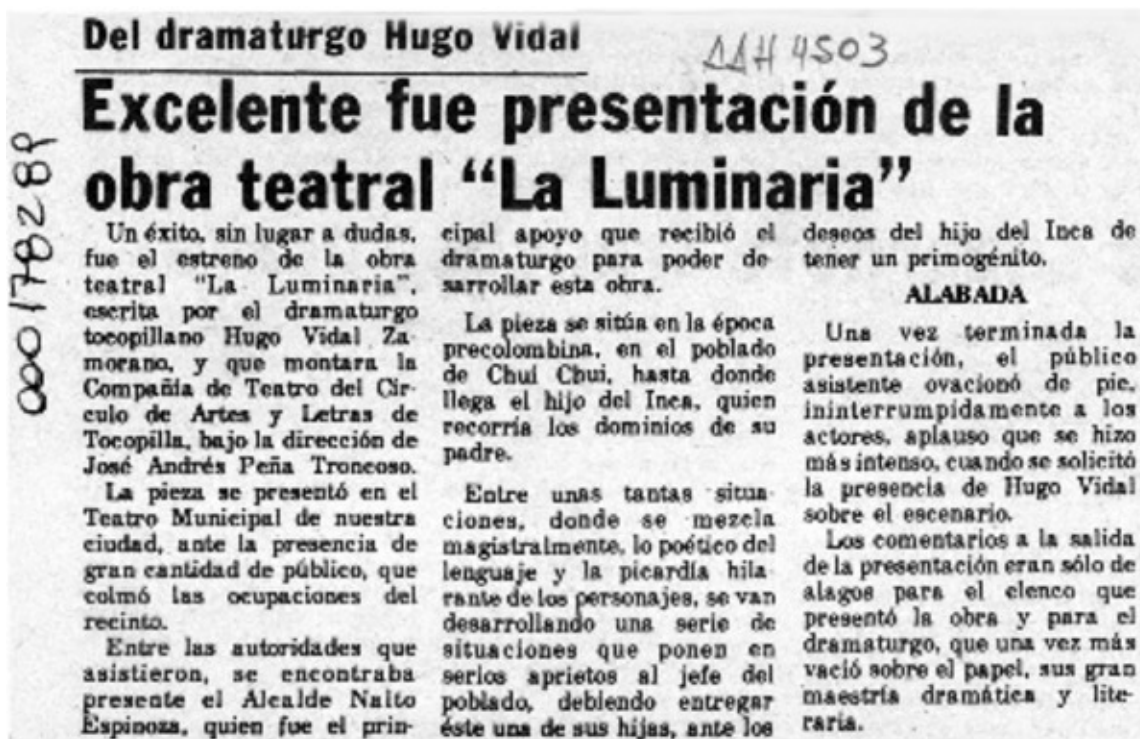 Del dramaturgo Hugo Vidal
AAH 4503
Excelente fue presentación de la
obra teatral “La Luminaria”
000178289
Un éxito, sin lugar a dudas,
fue el estreno de la obra
teatral "La Luminaria",
escrita por el dramaturgo
tocopillano Hugo Vidal Za-
morano, y que montara la
Compañía de Teatro del Cír-
culo de Artes y Letras de
Tocopilla, bajo la dirección de
José Andrés Peña Troncoso.
La pieza se presentó en el
Teatro Municipal de nuestra
ciudad, ante la presencia de
gran cantidad de público, que
colmó las ocupaciones del
recinto.
Entre las autoridades que
asistieron, se encontraba
presente el Alcalde Nalto
Espinoza, quien fue el prin-
cipal apoyo que recibió el
dramaturgo para poder de-
sarrollar esta obra.
La pieza se sitúa en la época
precolombina, en el poblado
de Chui Chui, hasta donde
llega el hijo del Inca, quien
recorría los dominios de su
padre.
Entre unas tantas situa-
ciones, donde se mezcla
magistralmente, lo poético del
lenguaje y la picardía hila-
rante de los personajes, se van
desarrollando una serie de
situaciones que ponen en
serios aprietos al jefe del
poblado, debiendo entregar
éste una de sus hijas, ante los
deseos del hijo del Inca de
tener un primogénito.
ALABADA
Una vez terminada la
presentación, el público
asistente ovacionó de pie,
ininterrumpidamente a los
actores, aplauso que se hizo
más intenso, cuando se solicitó
la presencia de Hugo Vidal
sobre el escenario.
Los comentarios a la salida
de la presentación eran sólo de
alagos para el elenco que
presentó la obra y para el
dramaturgo, que una vez más
vació sobre el papel, sus gran
maestría dramática y lite-
raria.